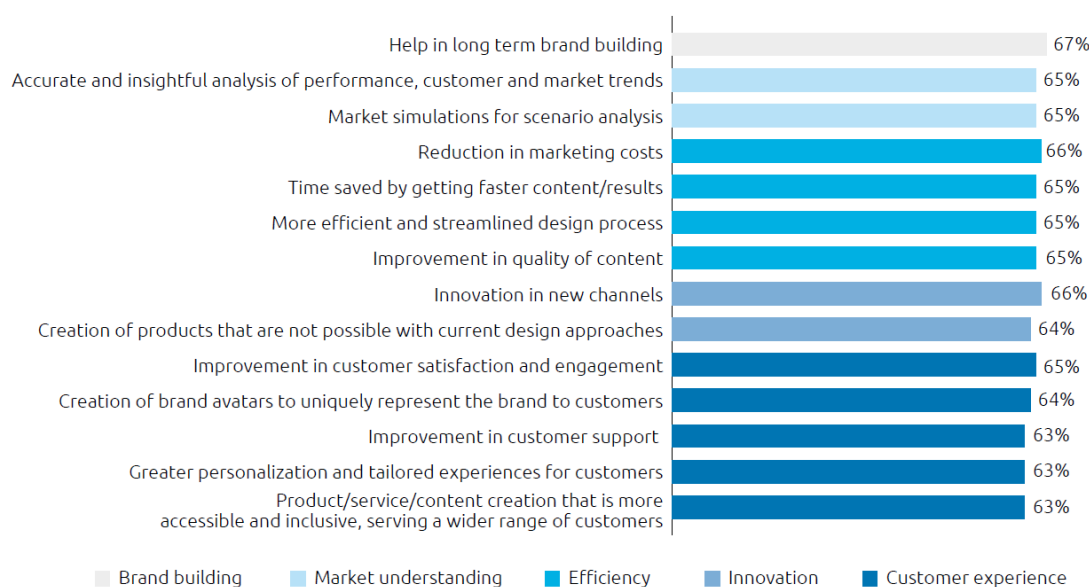 Help in long term brand building 67%
Accurate and insightful analysis of performance, customer and market trends 65%
Market simulations for scenario analysis 65%
Reduction in marketing costs 66%
Time saved by getting faster content/results 65%
More efficient and streamlined design process 65%
Improvement in quality of content 65%
Innovation in new channels 66%
Creation of products that are not possible with current design approaches 64%
Improvement in customer satisfaction and engagement 65%
Creation of brand avatars to uniquely represent the brand to customers 64%
Improvement in customer support 63%
Greater personalization and tailored experiences for customers 63%
Product/service/content creation that is more
accessible and inclusive, serving a wider range of customers 63%
Brand building Market understanding Efficiency Innovation Customer experience